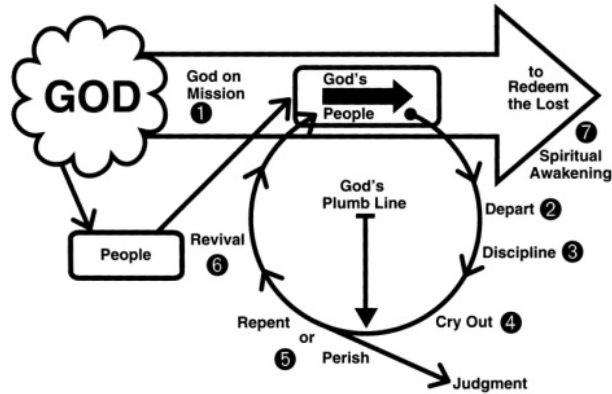 GOD
God on
Mission
1
God's
People
to
Redeem
the Lost
7
Spiritual
Awakening
God's
Plumb Line
Depart 2
Discipline 3
Cry Out 4
People
Revival
6
Repent
or
5
Perish
Judgment